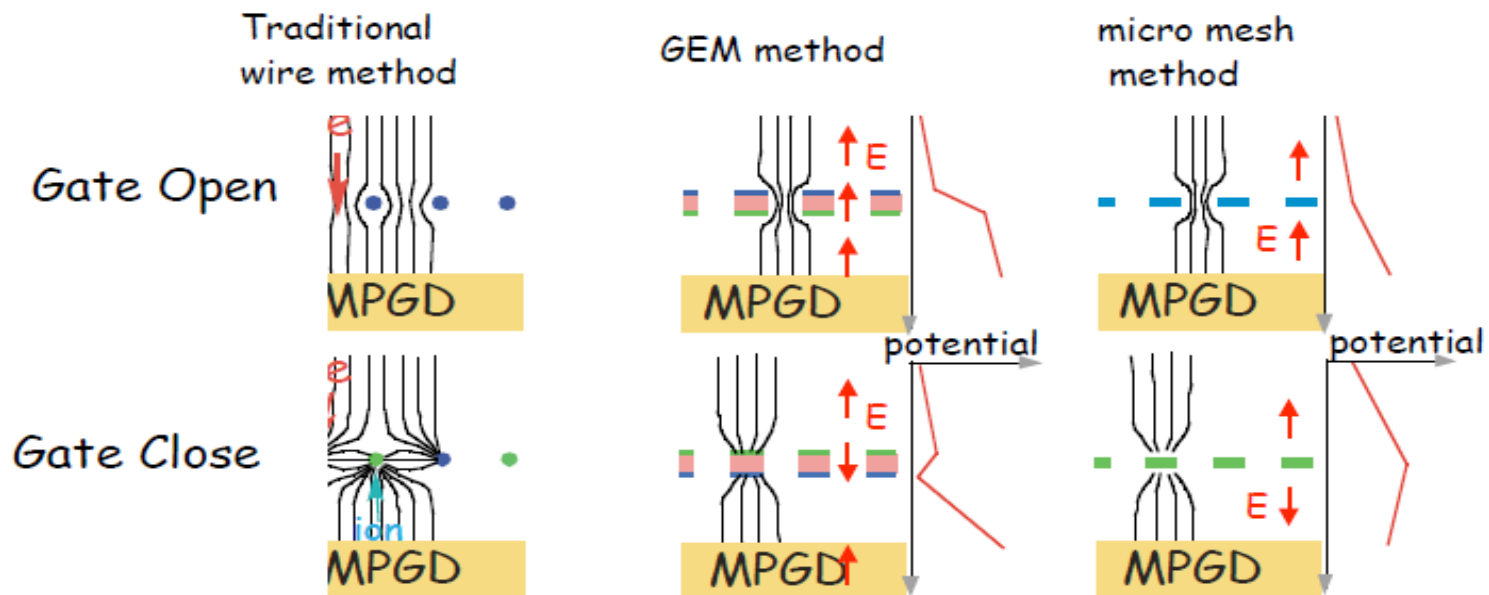 Traditional
wire method
GEM method
micro mesh
method
e
E
Gate Open
E
MPGD
MPGD
MPGD
potential
potential
e
E
Gate Close
E
ion
MPGD
MPGD
MPGD